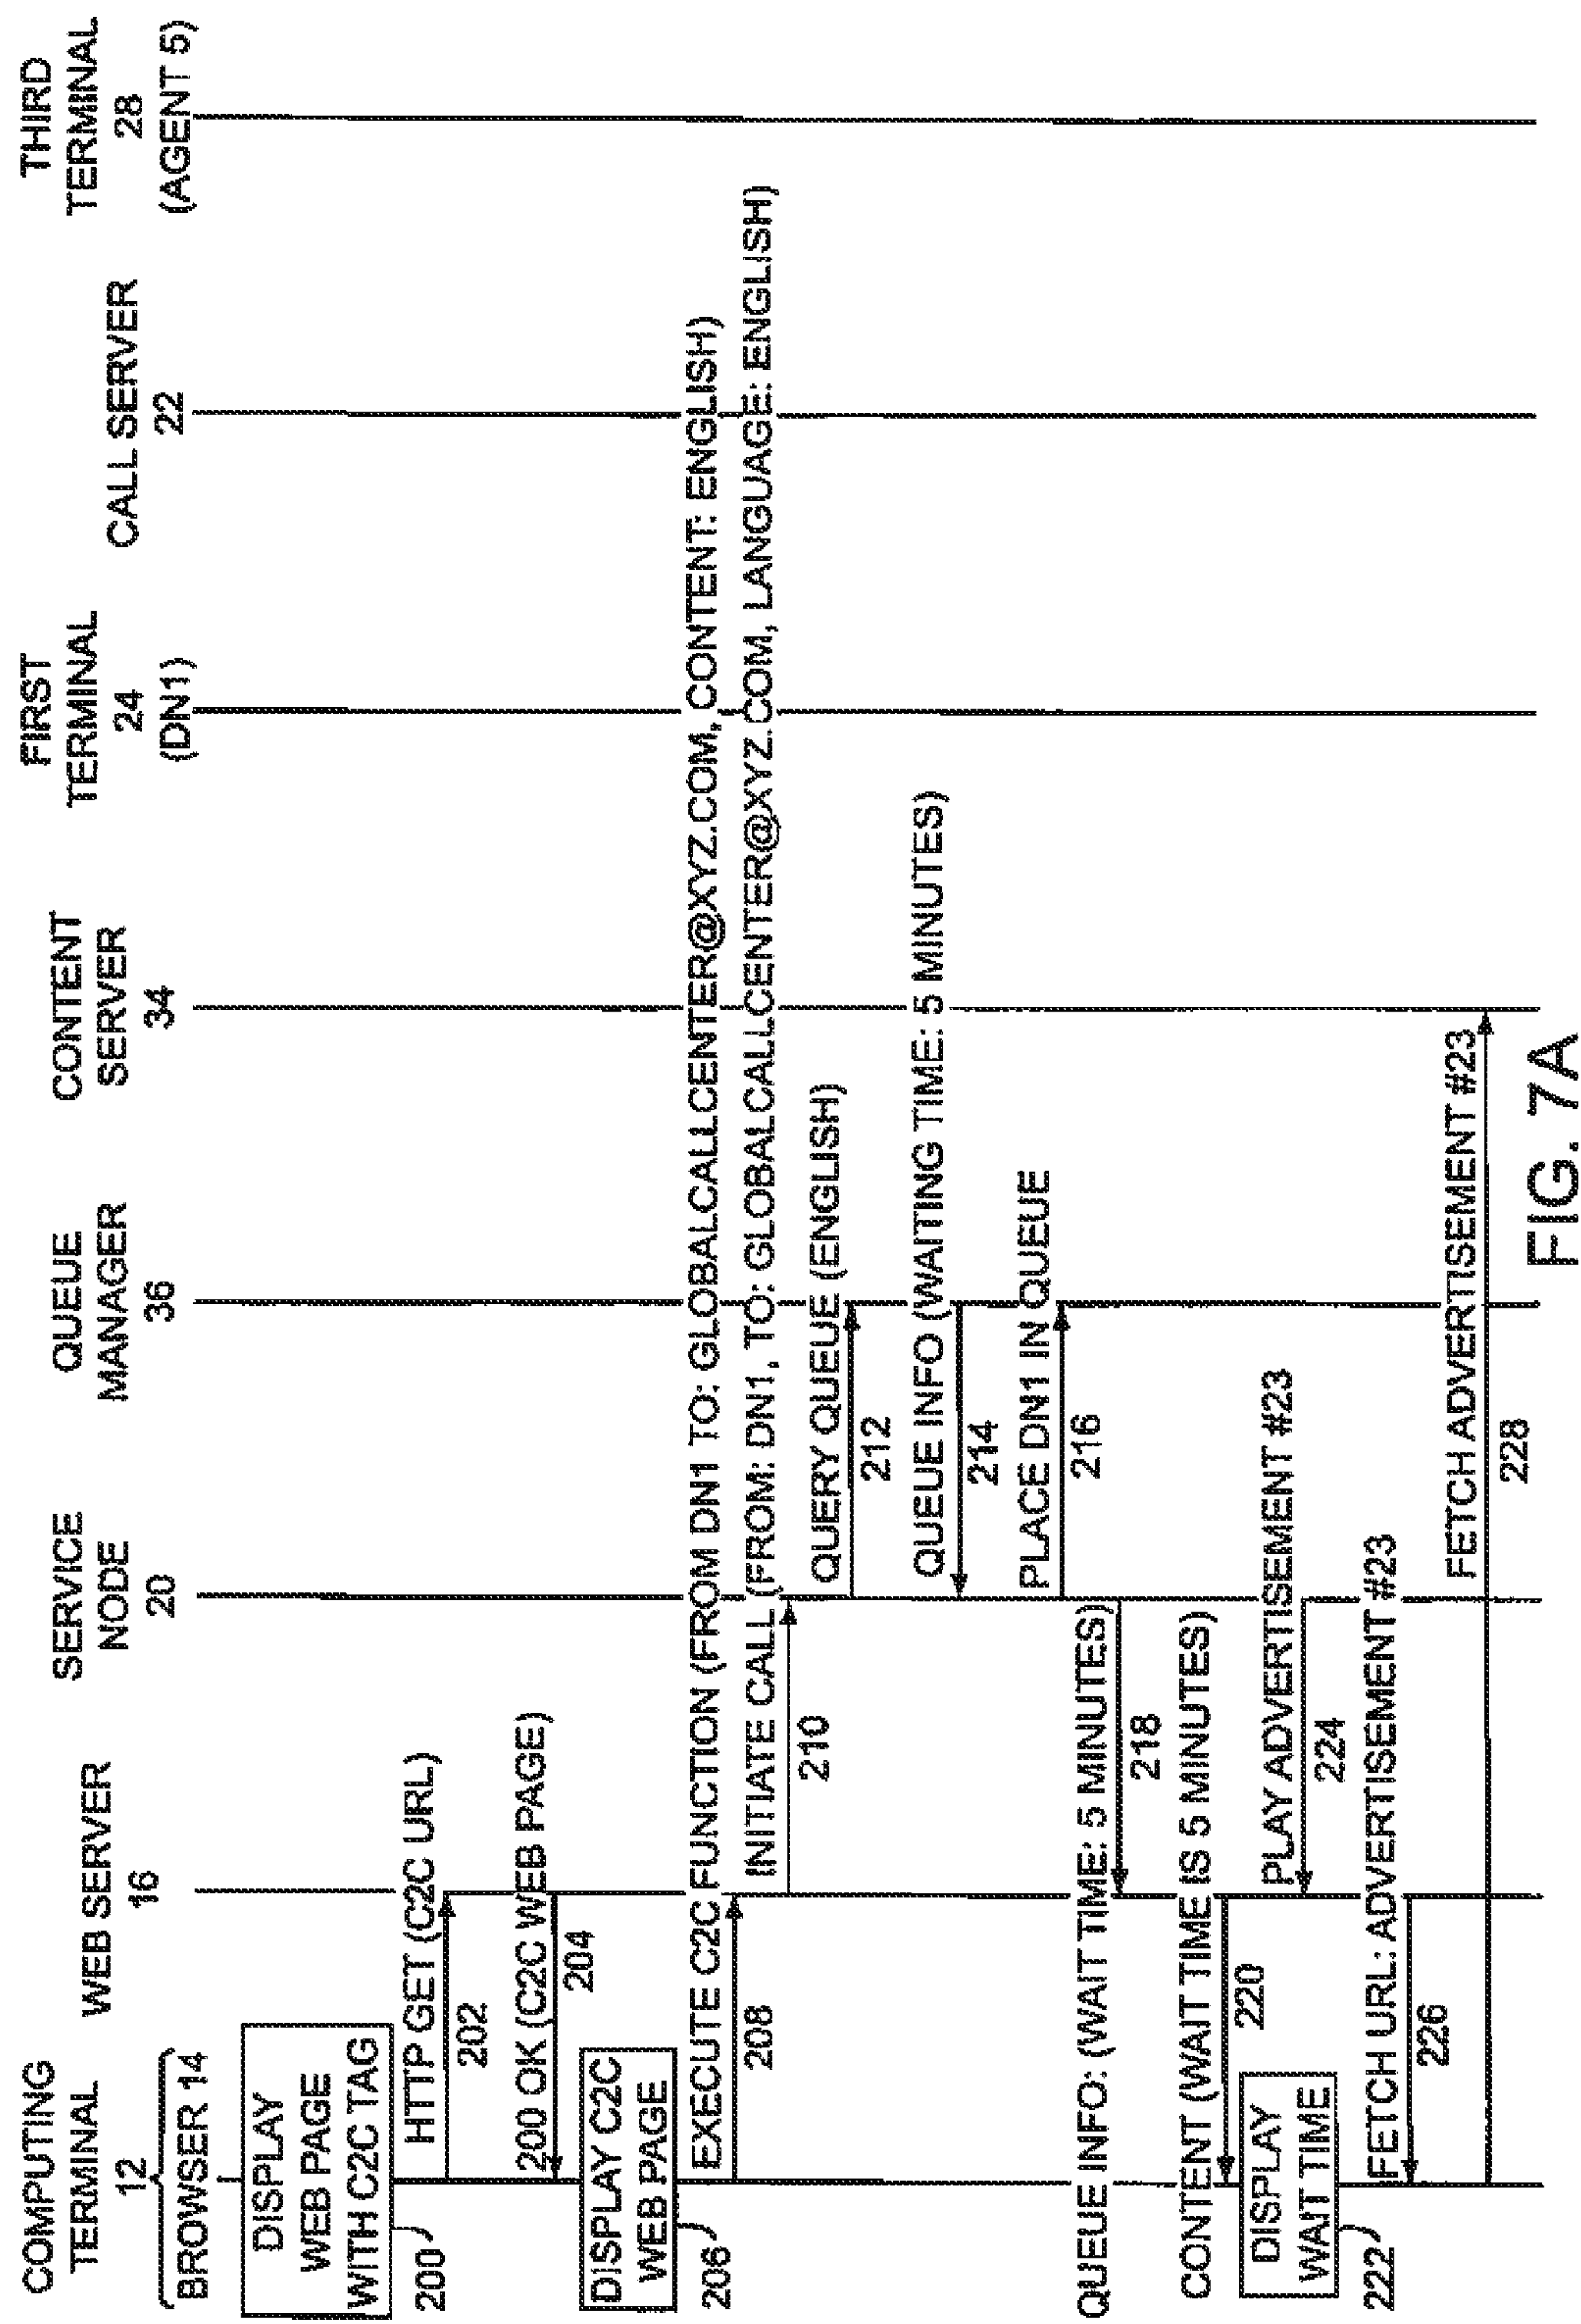 COMPUTING
TERMINAL
12
BROWSER 14
WEB SERVER
16
SERVICE
NODE
20
QUEUE
MANAGER
36
CONTENT
SERVER
34
FIRST
TERMINAL
24
(DN1)
CALL SERVER
22
THIRD
TERMINAL
28
(AGENT 5)
DISPLAY
WEB PAGE
WITH C2C TAG
200
HTTP GET (C2C URL)
202
200 OK (C2C WEB PAGE)
204
DISPLAY C2C
WEB PAGE
206
EXECUTE C2C FUNCTION (FROM DN1 TO: GLOBALCALLCENTER@XYZ.COM, CONTENT: ENGLISH)
208
INITIATE CALL (FROM: DN1, TO: GLOBALCALLCENTER@XYZ.COM, LANGUAGE: ENGLISH)
210
QUERY QUEUE (ENGLISH)
212
QUEUE INFO (WAITING TIME: 5 MINUTES)
214
PLACE DN1 IN QUEUE
216
QUEUE INFO: (WAIT TIME: 5 MINUTES)
218
CONTENT (WAIT TIME IS 5 MINUTES)
220
DISPLAY
WAIT TIME
222
PLAY ADVERTISEMENT #23
224
FETCH URL: ADVERTISEMENT #23
226
FETCH ADVERTISEMENT #23
228
FIG. 7A